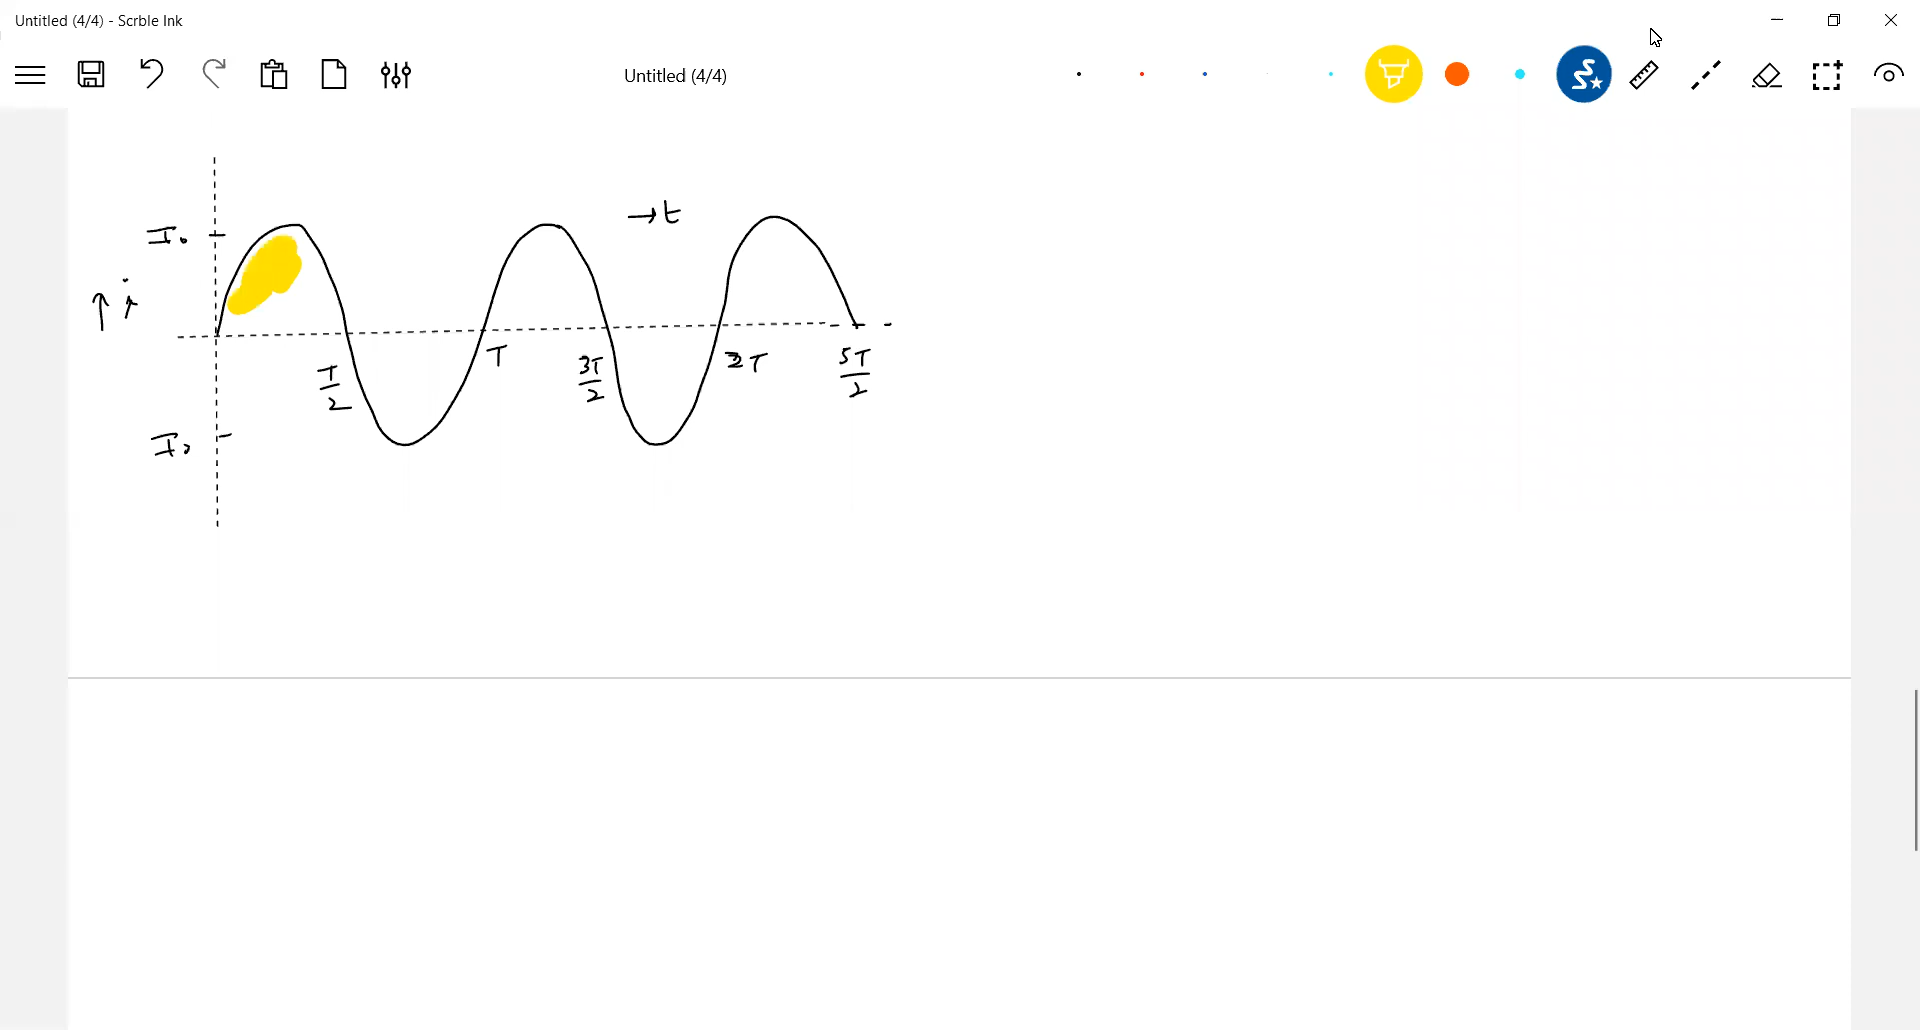 Untitled (4/4) - Scrble Ink
Untitled (4/4)
→t
I₀
↑ i
T
T/2
3T/2
2T
5T/2
I₀